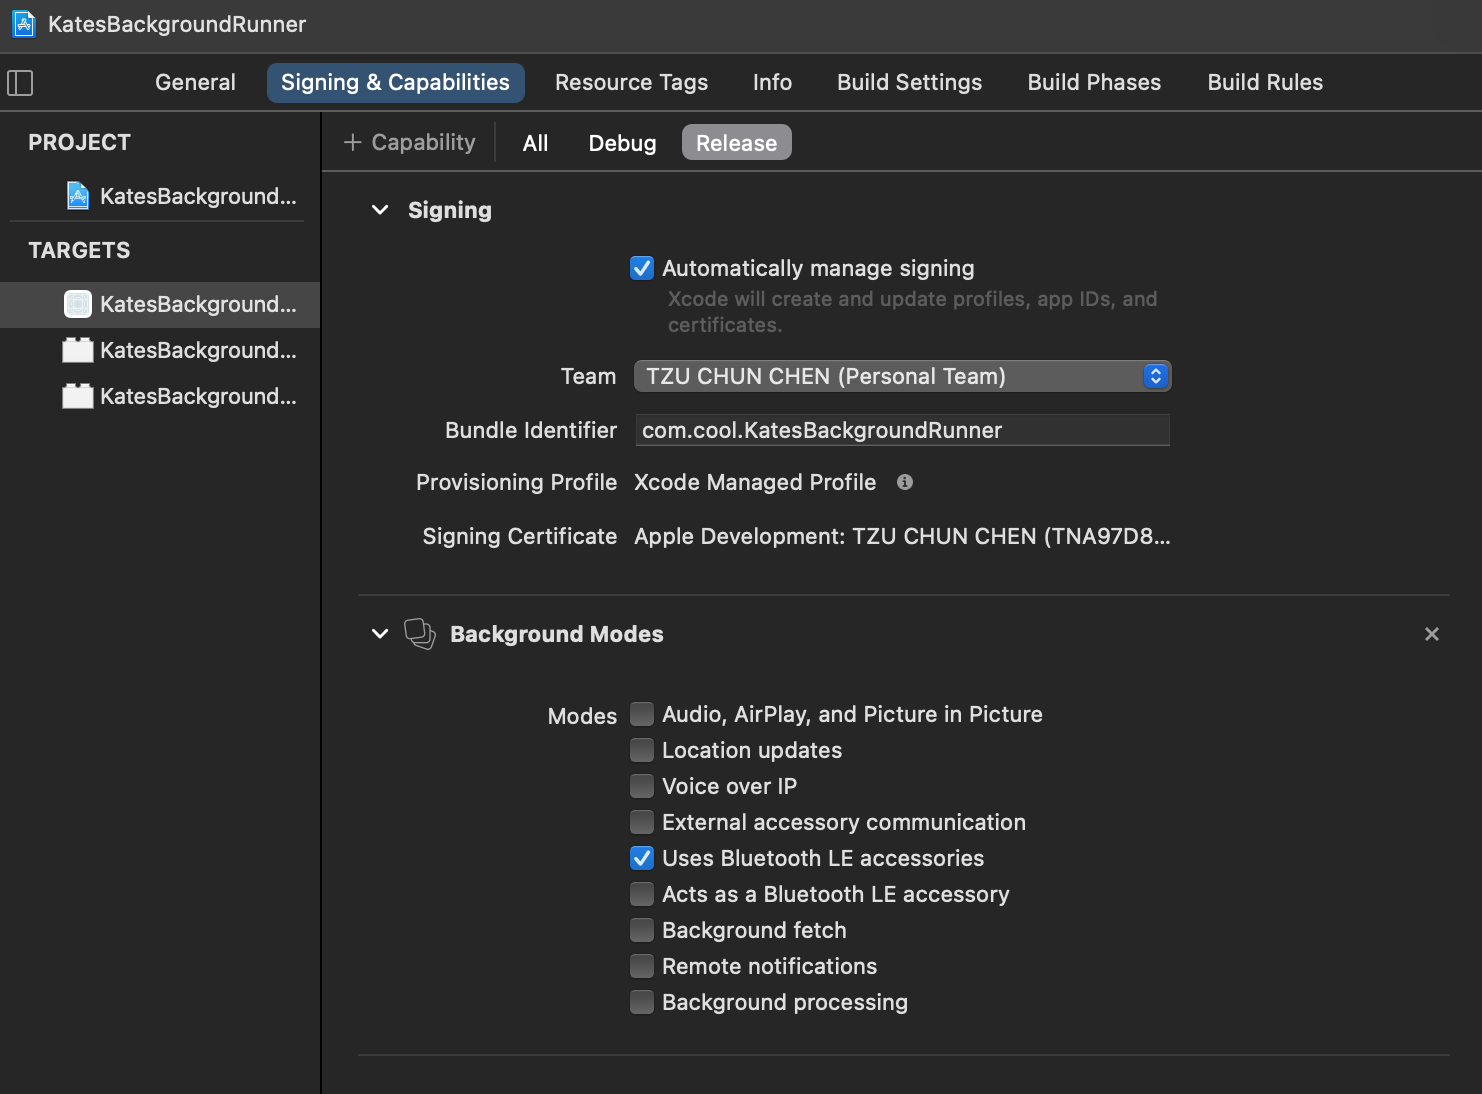 KatesBackgroundRunner
General Signing & Capabilities Resource Tags Info Build Settings Build Phases Build Rules
PROJECT
KatesBackground...
TARGETS
KatesBackground...
KatesBackground...
KatesBackground...
+ Capability All Debug Release
Signing
Automatically manage signing
Xcode will create and update profiles, app IDs, and
certificates.
Team TZU CHUN CHEN (Personal Team)
Bundle Identifier com.cool.KatesBackgroundRunner
Provisioning Profile Xcode Managed Profile
Signing Certificate Apple Development: TZU CHUN CHEN (TNA97D8...
Background Modes
Modes Audio, AirPlay, and Picture in Picture
Location updates
Voice over IP
External accessory communication
Uses Bluetooth LE accessories
Acts as a Bluetooth LE accessory
Background fetch
Remote notifications
Background processing